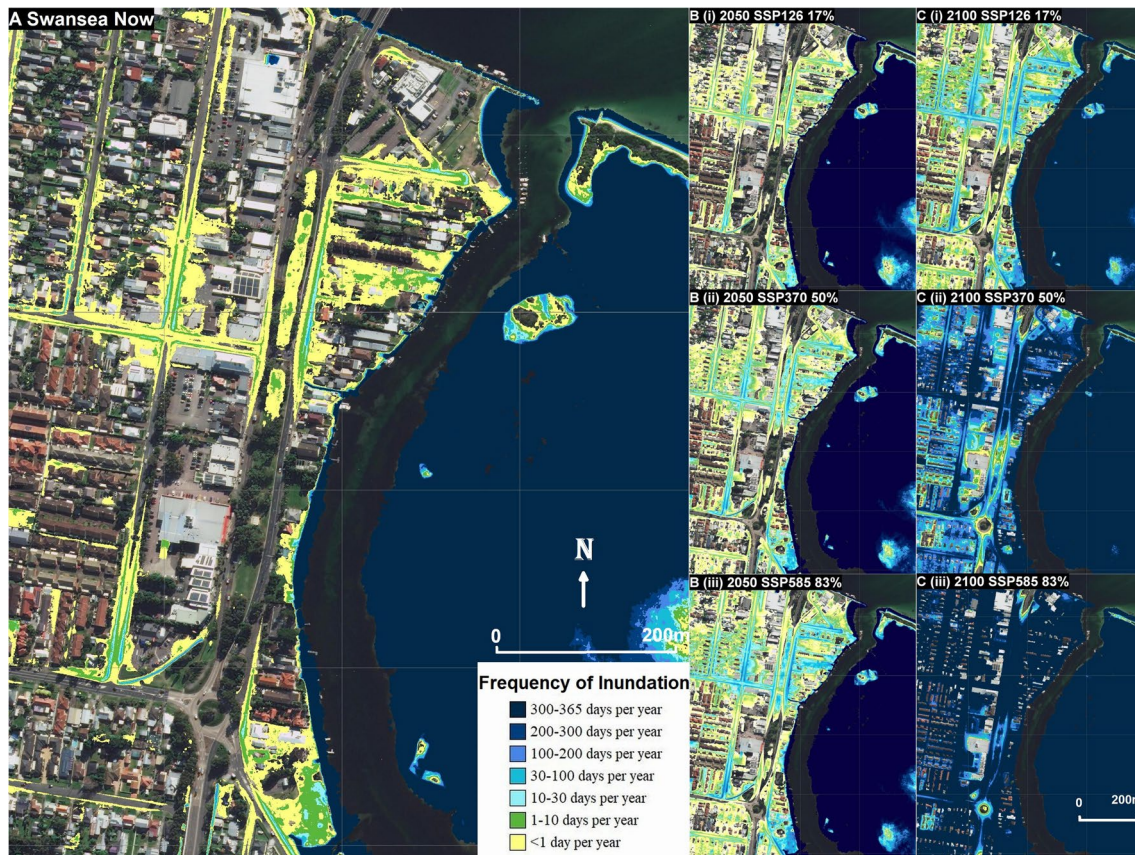 A Swansea Now
B (i) 2050 SSP126 17%
C (i) 2100 SSP126 17%
B (ii) 2050 SSP370 50%
C (ii) 2100 SSP370 50%
B (iii) 2050 SSP585 83%
C (iii) 2100 SSP585 83%
N
0 200m
Frequency of Inundation
300-365 days per year
200-300 days per year
100-200 days per year
30-100 days per year
10-30 days per year
1-10 days per year
<1 day per year
0 200m